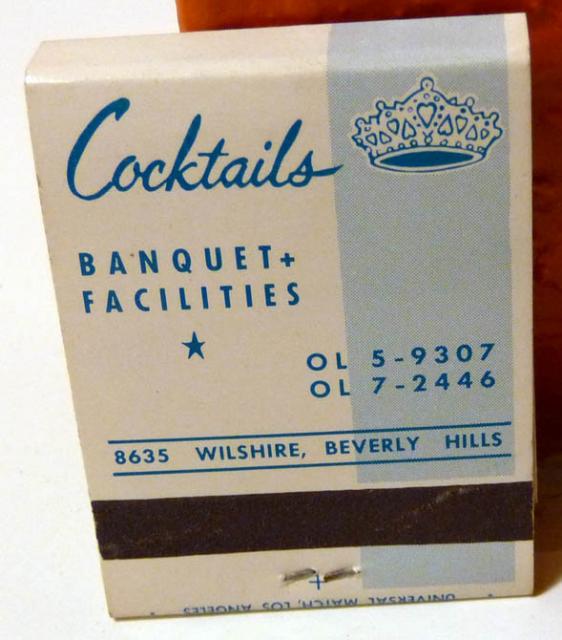 Cocktails
BANQUET+
FACILITIES
OL 5-9307
OL 7-2446
8635 WILSHIRE, BEVERLY HILLS
UNIVERSAL MATCH, LOS ANGELES